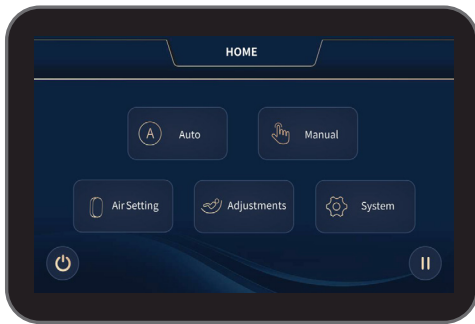 HOME
A Auto
Manual
Air Setting
Adjustments
System